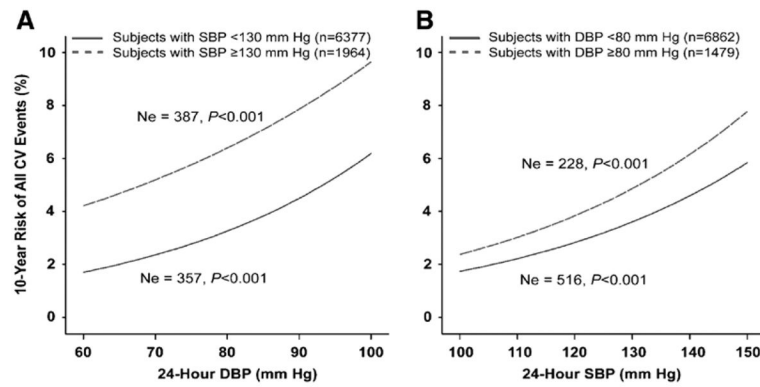 A
Subjects with SBP <130 mm Hg (n=6377)
Subjects with SBP ≥130 mm Hg (n=1964)
10-Year Risk of All CV Events (%)
10
8
6
4
2
0
Ne = 387, P<0.001
Ne = 357, P<0.001
60 70 80 90 100
24-Hour DBP (mm Hg)
B
Subjects with DBP <80 mm Hg (n=6862)
Subjects with DBP ≥80 mm Hg (n=1479)
10
8
6
4
2
0
Ne = 228, P<0.001
Ne = 516, P<0.001
100 110 120 130 140 150
24-Hour SBP (mm Hg)